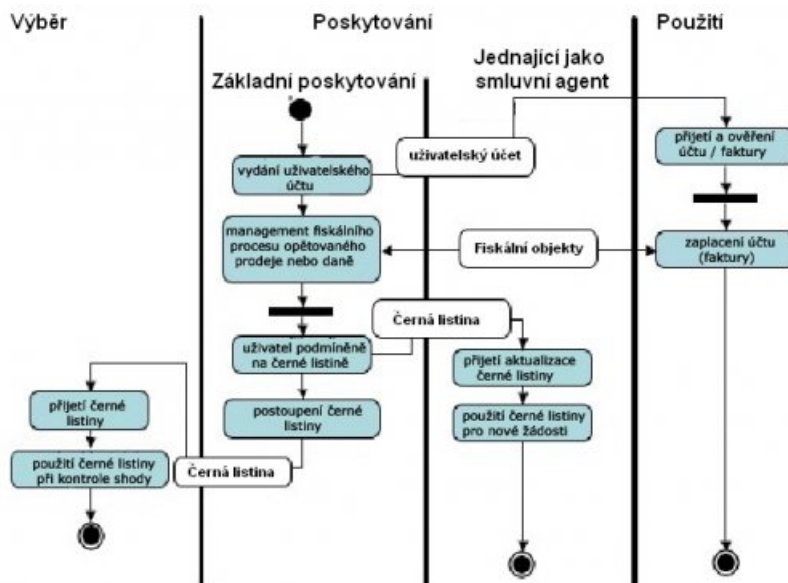 Výběr
Poskytování
Použití
Základní poskytování
Jednající jako
smluvní agent
uživatelský účet
přijetí a ověření
účtu / faktury
vydání uživatelského
účtu
management fiskálního
procesu opětovaného
prodeje nebo daně
Fiskální objekty
zaplacení účtu
(faktury)
Černá listina
uživatel podmíněně
na černé listině
přijetí aktualizace
černé listiny
přijetí černé
listiny
postoupení černé
listiny
použití černé listiny
pro nové žádosti
použití černé listiny
při kontrole shody
Černá listina